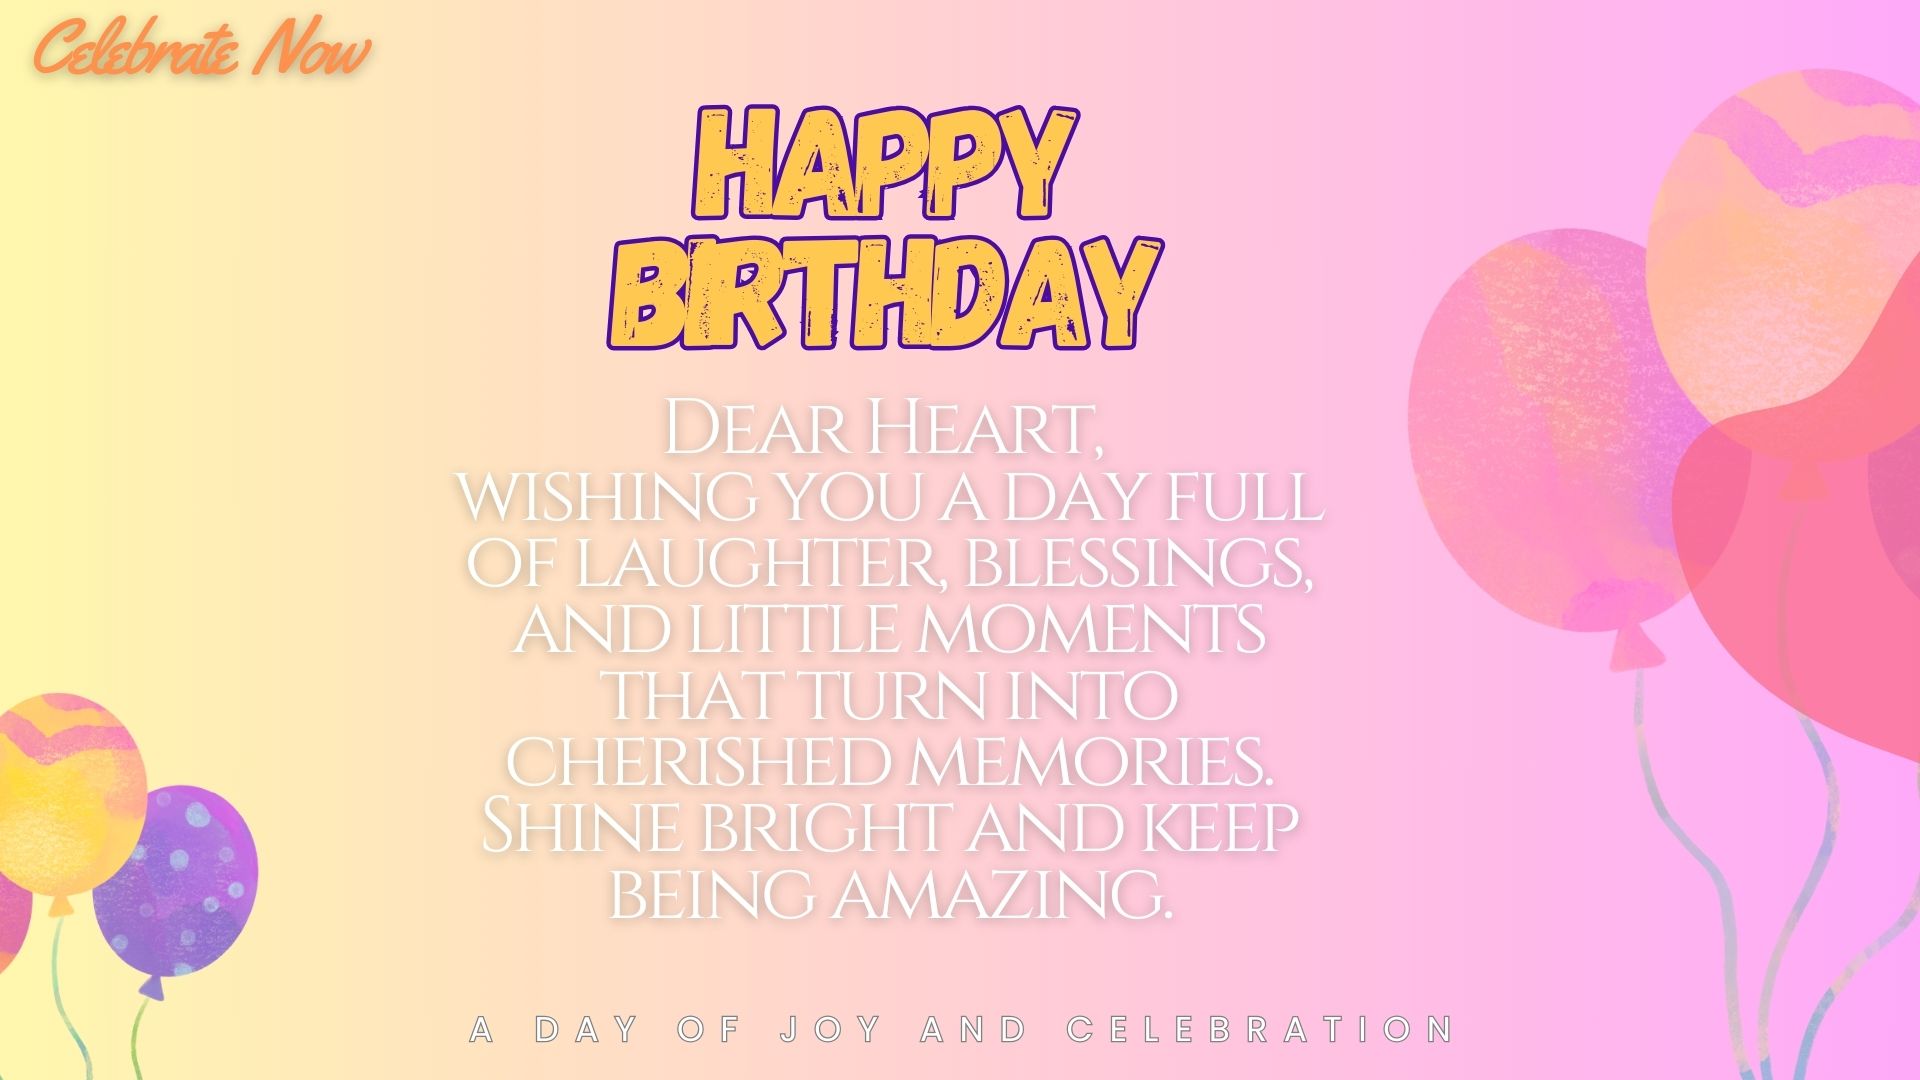 Celebrate Now
HAPPY
BIRTHDAY
Dear Heart,
wishing you a day full
of laughter, blessings,
and little moments
that turn into
cherished memories.
Shine bright and keep
being amazing.
A DAY OF JOY AND CELEBRATION